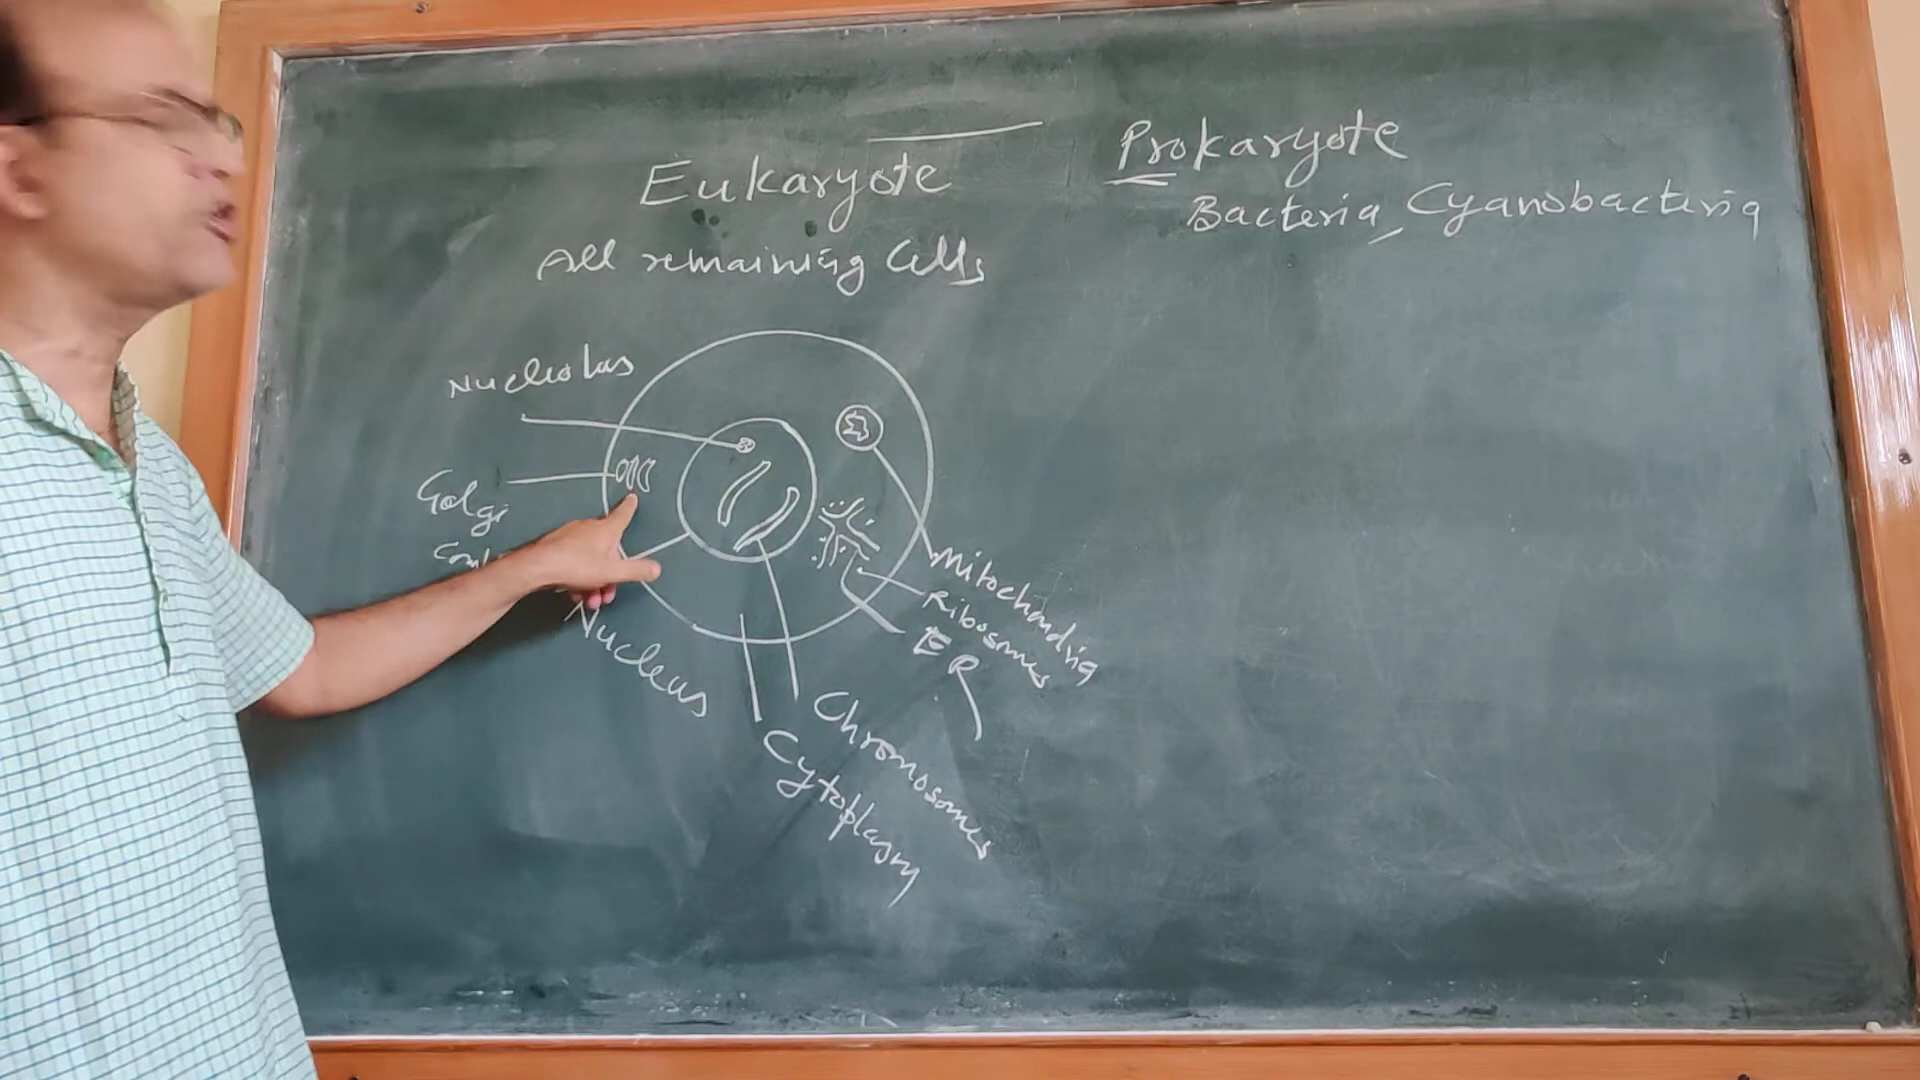 Eukaryote
All remaining Cells
Prokaryote
Bacteria, Cyanobacteria
Nucleolus
Golgi
Nucleus
Mitochondria
Ribosomes
ER
Chromosomes
Cytoplasm